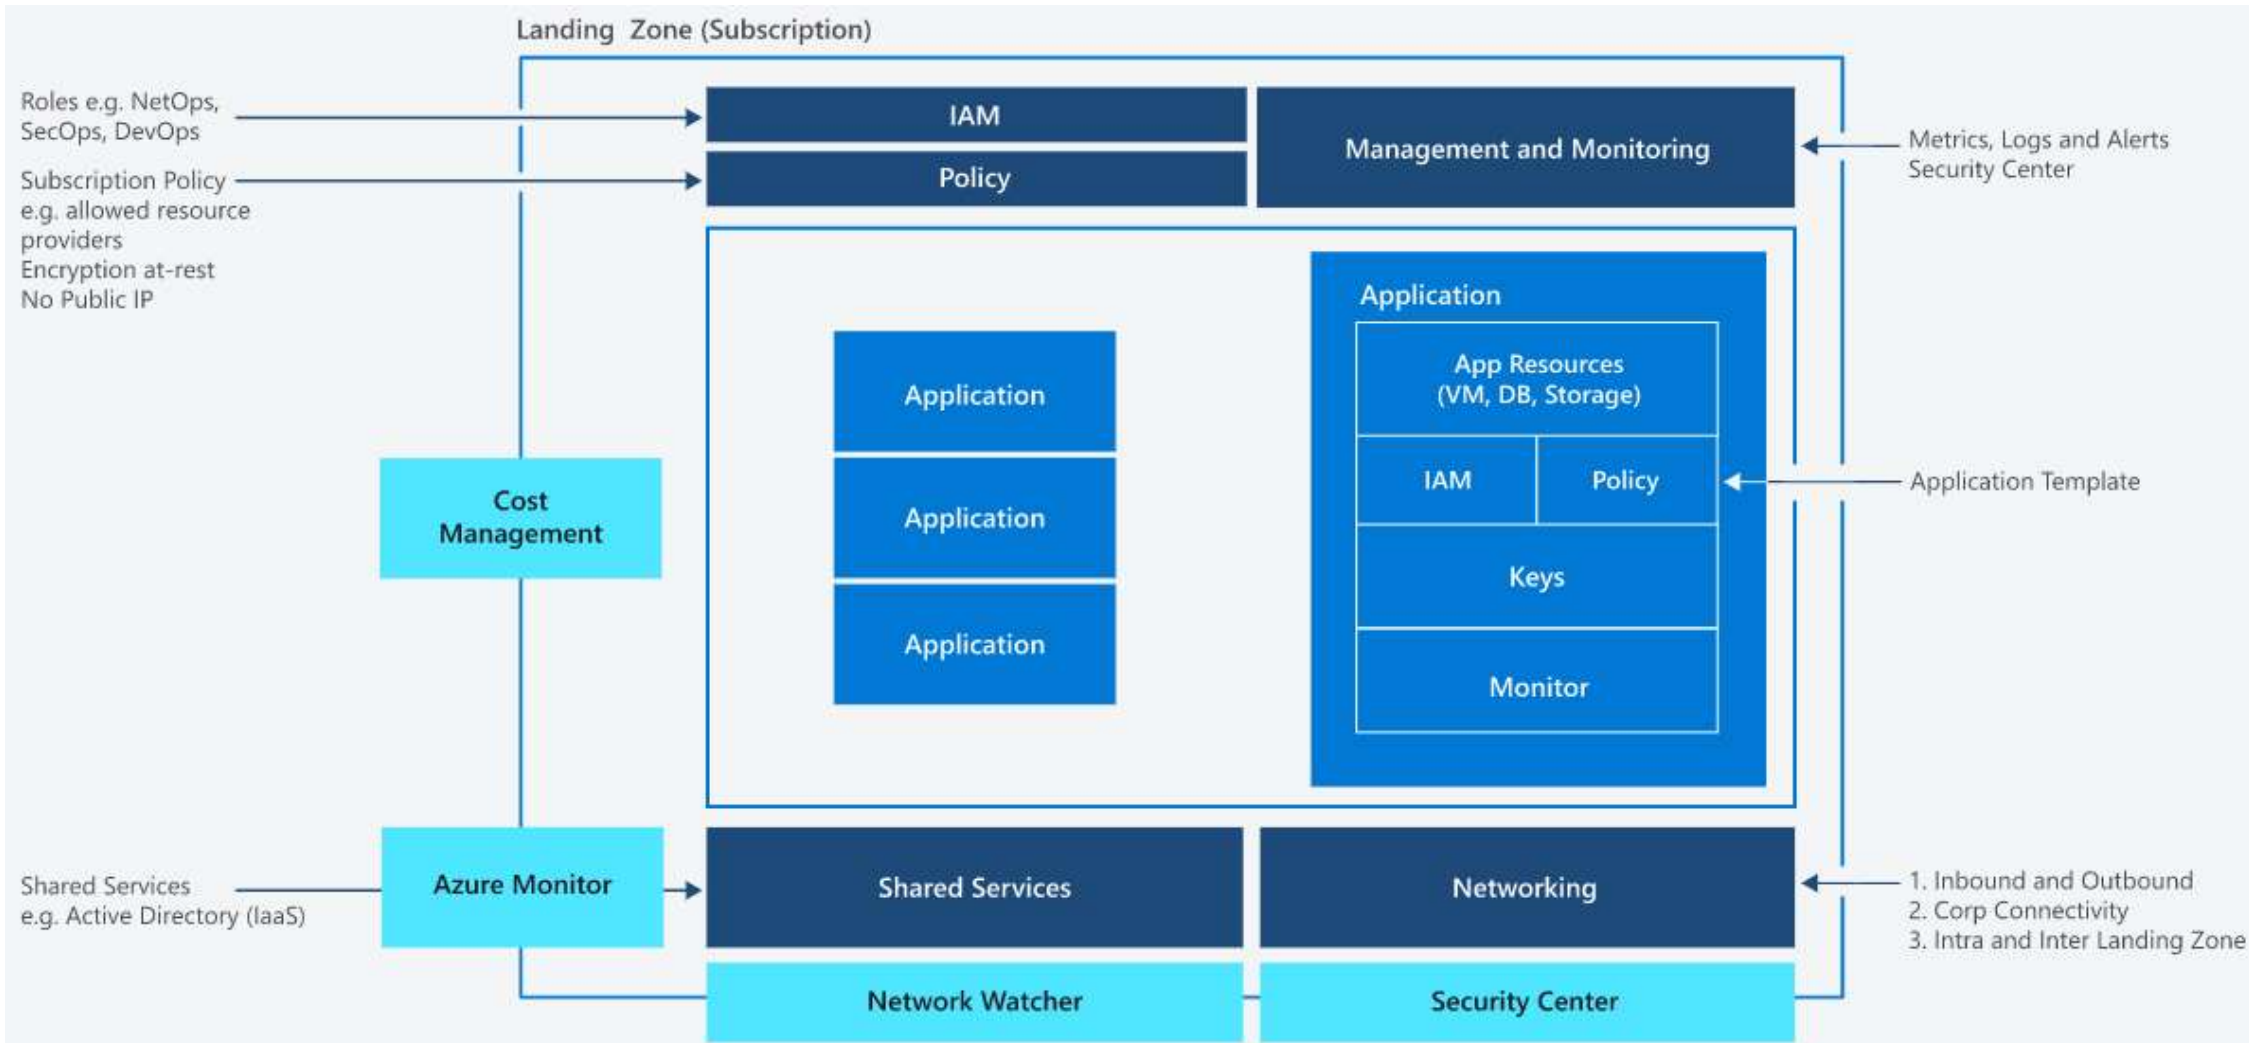 Landing Zone (Subscription)
Roles e.g. NetOps,
SecOps, DevOps
IAM
Management and Monitoring
Metrics, Logs and Alerts
Security Center
Subscription Policy
e.g. allowed resource
providers
Encryption at-rest
No Public IP
Policy
Application
App Resources
(VM, DB, Storage)
IAM
Policy
Keys
Monitor
Application Template
Application
Application
Application
Cost
Management
Shared Services
e.g. Active Directory (IaaS)
Azure Monitor
Shared Services
Networking
1. Inbound and Outbound
2. Corp Connectivity
3. Intra and Inter Landing Zone
Network Watcher
Security Center